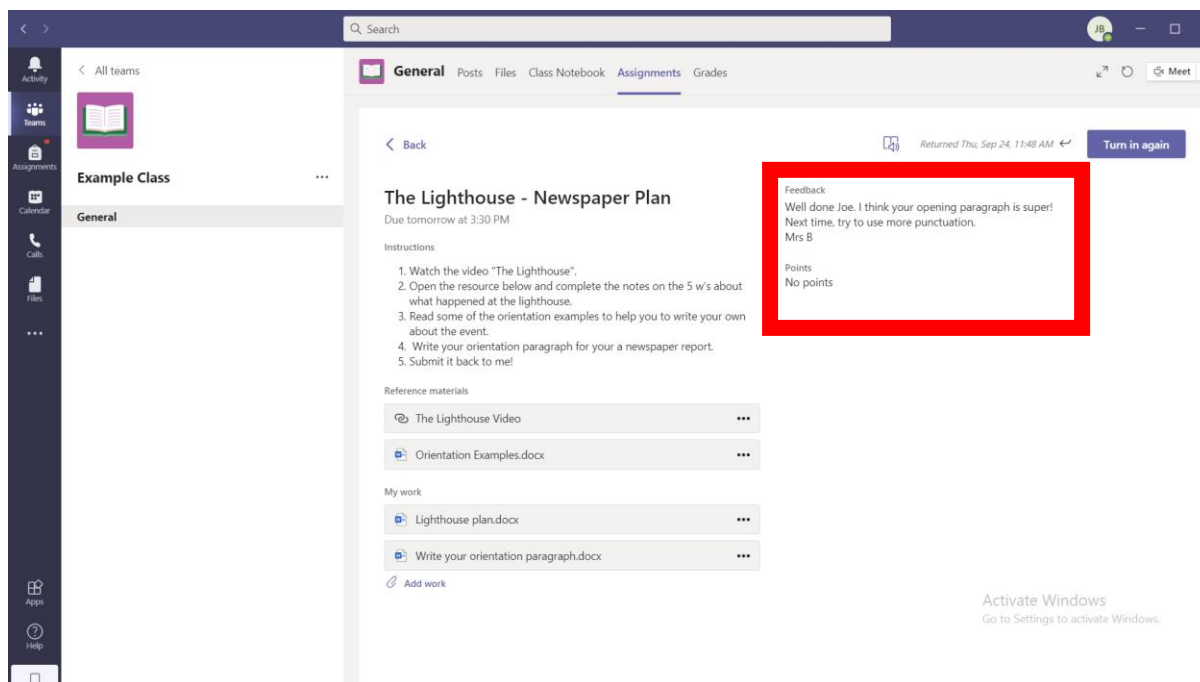 Search
JB
Activity
Teams
Assignments
Calendar
Calls
Files
Apps
Help
All teams
Example Class
General
General Posts Files Class Notebook Assignments Grades
Meet
Back
Returned Thu, Sep 24, 11:48 AM
Turn in again
The Lighthouse - Newspaper Plan
Due tomorrow at 3:30 PM
Instructions
1. Watch the video "The Lighthouse".
2. Open the resource below and complete the notes on the 5 w's about
what happened at the lighthouse.
3. Read some of the orientation examples to help you to write your own
about the event.
4. Write your orientation paragraph for your a newspaper report.
5. Submit it back to me!
Reference materials
The Lighthouse Video
Orientation Examples.docx
My work
Lighthouse plan.docx
Write your orientation paragraph.docx
Add work
Feedback
Well done Joe. I think your opening paragraph is super!
Next time, try to use more punctuation.
Mrs B
Points
No points
Activate Windows
Go to Settings to activate Windows.